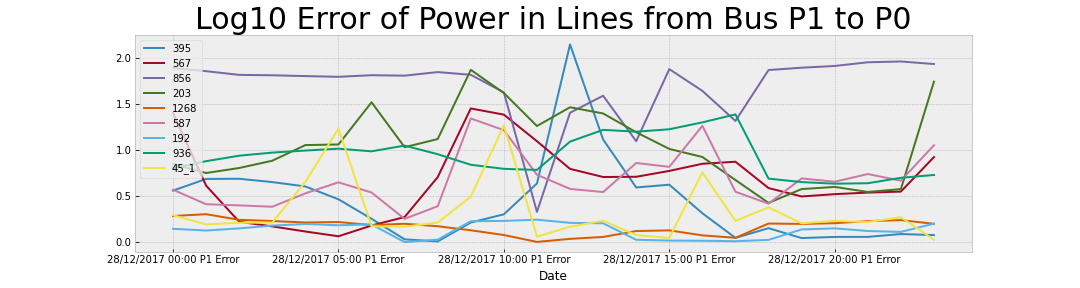 Log10 Error of Power in Lines from Bus P1 to P0
2.0
1.5
1.0
0.5
0.0
395
567
856
203
1268
587
192
936
45_1
28/12/2017 00:00 P1 Error
28/12/2017 05:00 P1 Error
28/12/2017 10:00 P1 Error
28/12/2017 15:00 P1 Error
28/12/2017 20:00 P1 Error
Date